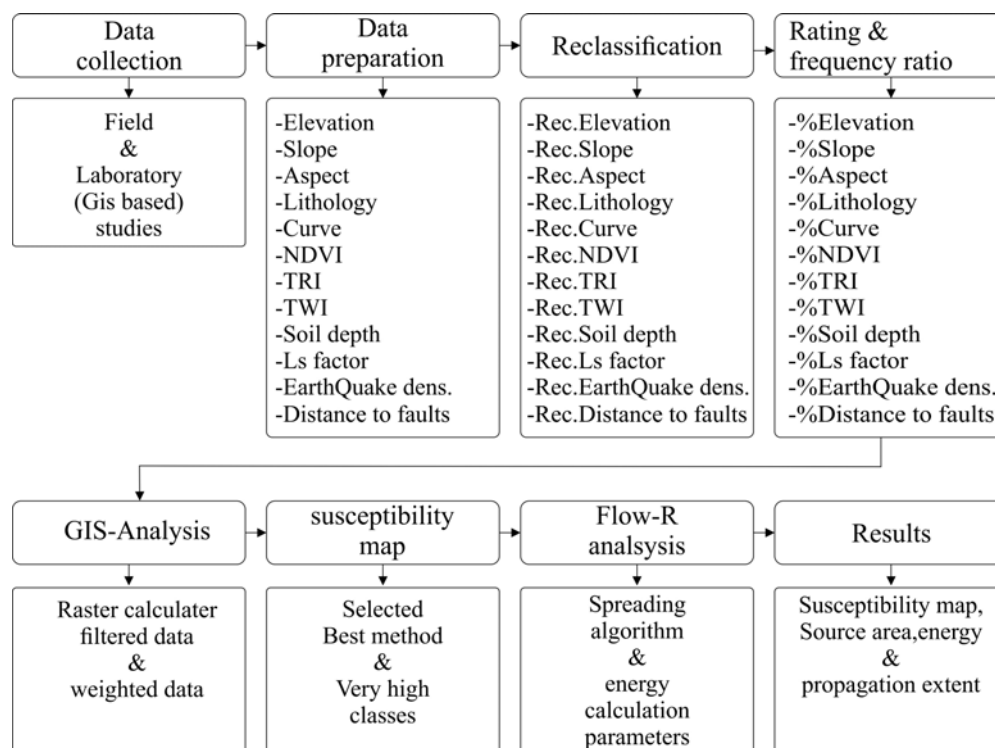 Data
collection
Data
preparation
Reclassification
Rating &
frequency ratio
Field
&
Laboratory
(Gis based)
studies
-Elevation
-Slope
-Aspect
-Lithology
-Curve
-NDVI
-TRI
-TWI
-Soil depth
-Ls factor
-EarthQuake dens.
-Distance to faults
-Rec.Elevation
-Rec.Slope
-Rec.Aspect
-Rec.Lithology
-Rec.Curve
-Rec.NDVI
-Rec.TRI
-Rec.TWI
-Rec.Soil depth
-Rec.Ls factor
-Rec.EarthQuake dens.
-Rec.Distance to faults
-%Elevation
-%Slope
-%Aspect
-%Lithology
-%Curve
-%NDVI
-%TRI
-%TWI
-%Soil depth
-%Ls factor
-%EarthQuake dens.
-%Distance to faults
GIS-Analysis
susceptibility
map
Flow-R
analsysis
Results
Raster calculater
filtered data
&
weighted data
Selected
Best method
&
Very high
classes
Spreading
algorithm
&
energy
calculation
parameters
Susceptibility map,
Source area,energy
&
propagation extent